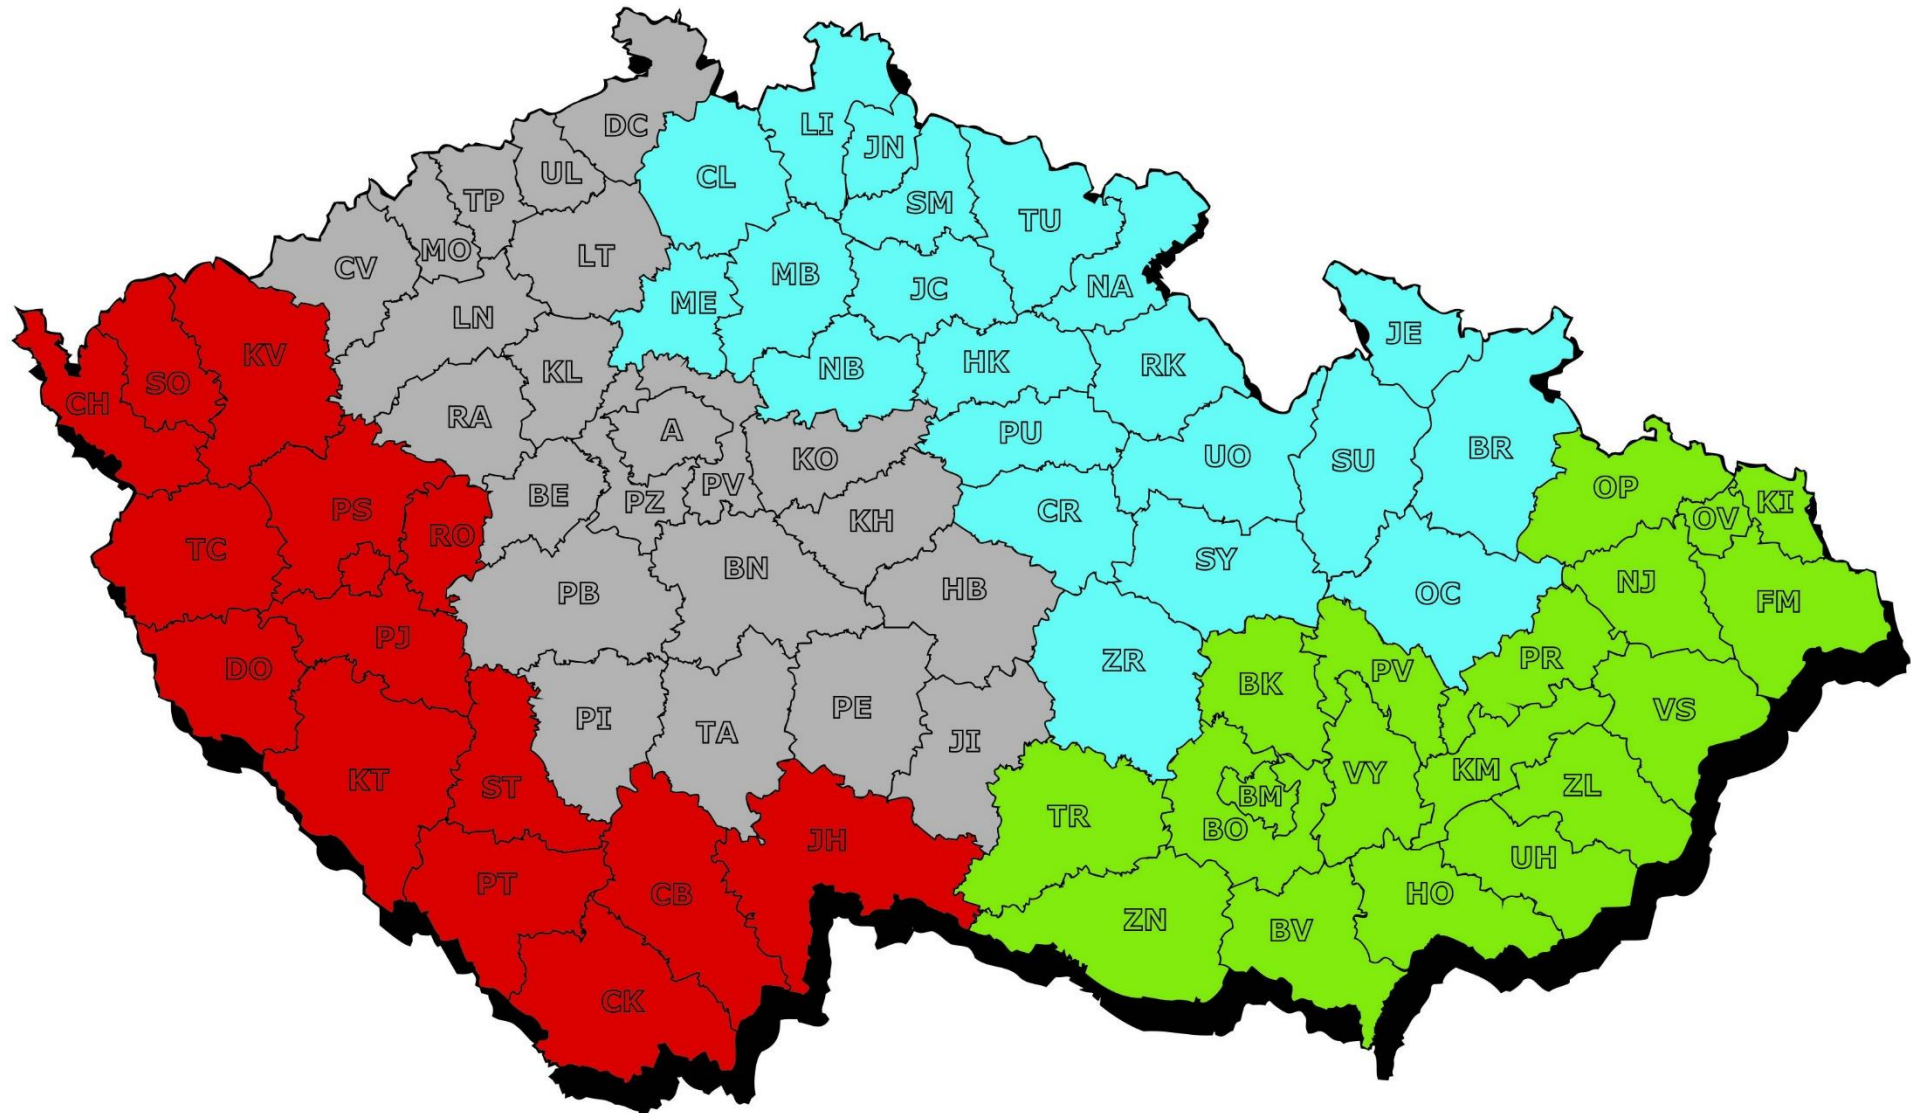 DC
LI
JN
UL
CL
TP
SM
TU
MO
CV
LT
MB
JC
NA
ME
LN
JE
KV
HK
RK
NB
KL
SO
CH
RA
A
PU
BR
KO
UO
SU
PV
OP
BE
PZ
PS
KI
CR
KH
OV
RO
TC
SY
BN
NJ
HB
PB
OC
FM
PJ
DO
ZR
PR
PV
BK
PE
VS
PI
TA
JI
KT
VY
KM
ST
ZL
BM
TR
BO
JH
UH
PT
CB
HO
ZN
BV
CK